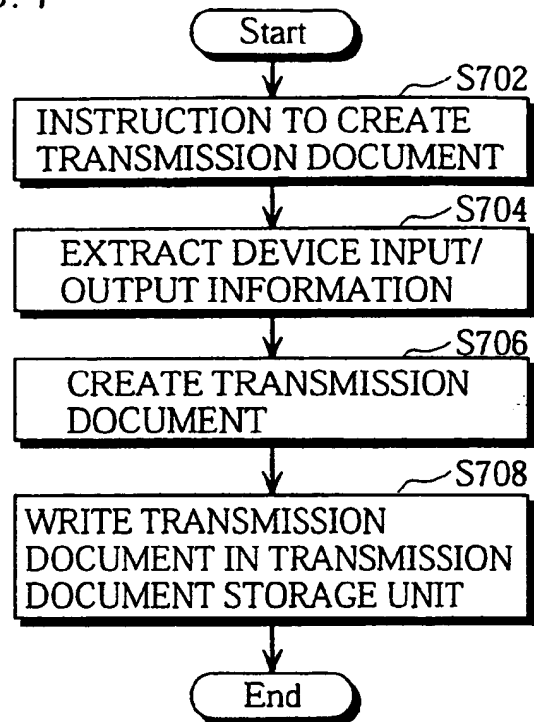 Start
S702
INSTRUCTION TO CREATE
TRANSMISSION DOCUMENT
S704
EXTRACT DEVICE INPUT/
OUTPUT INFORMATION
S706
CREATE TRANSMISSION
DOCUMENT
S708
WRITE TRANSMISSION
DOCUMENT IN TRANSMISSION
DOCUMENT STORAGE UNIT
End